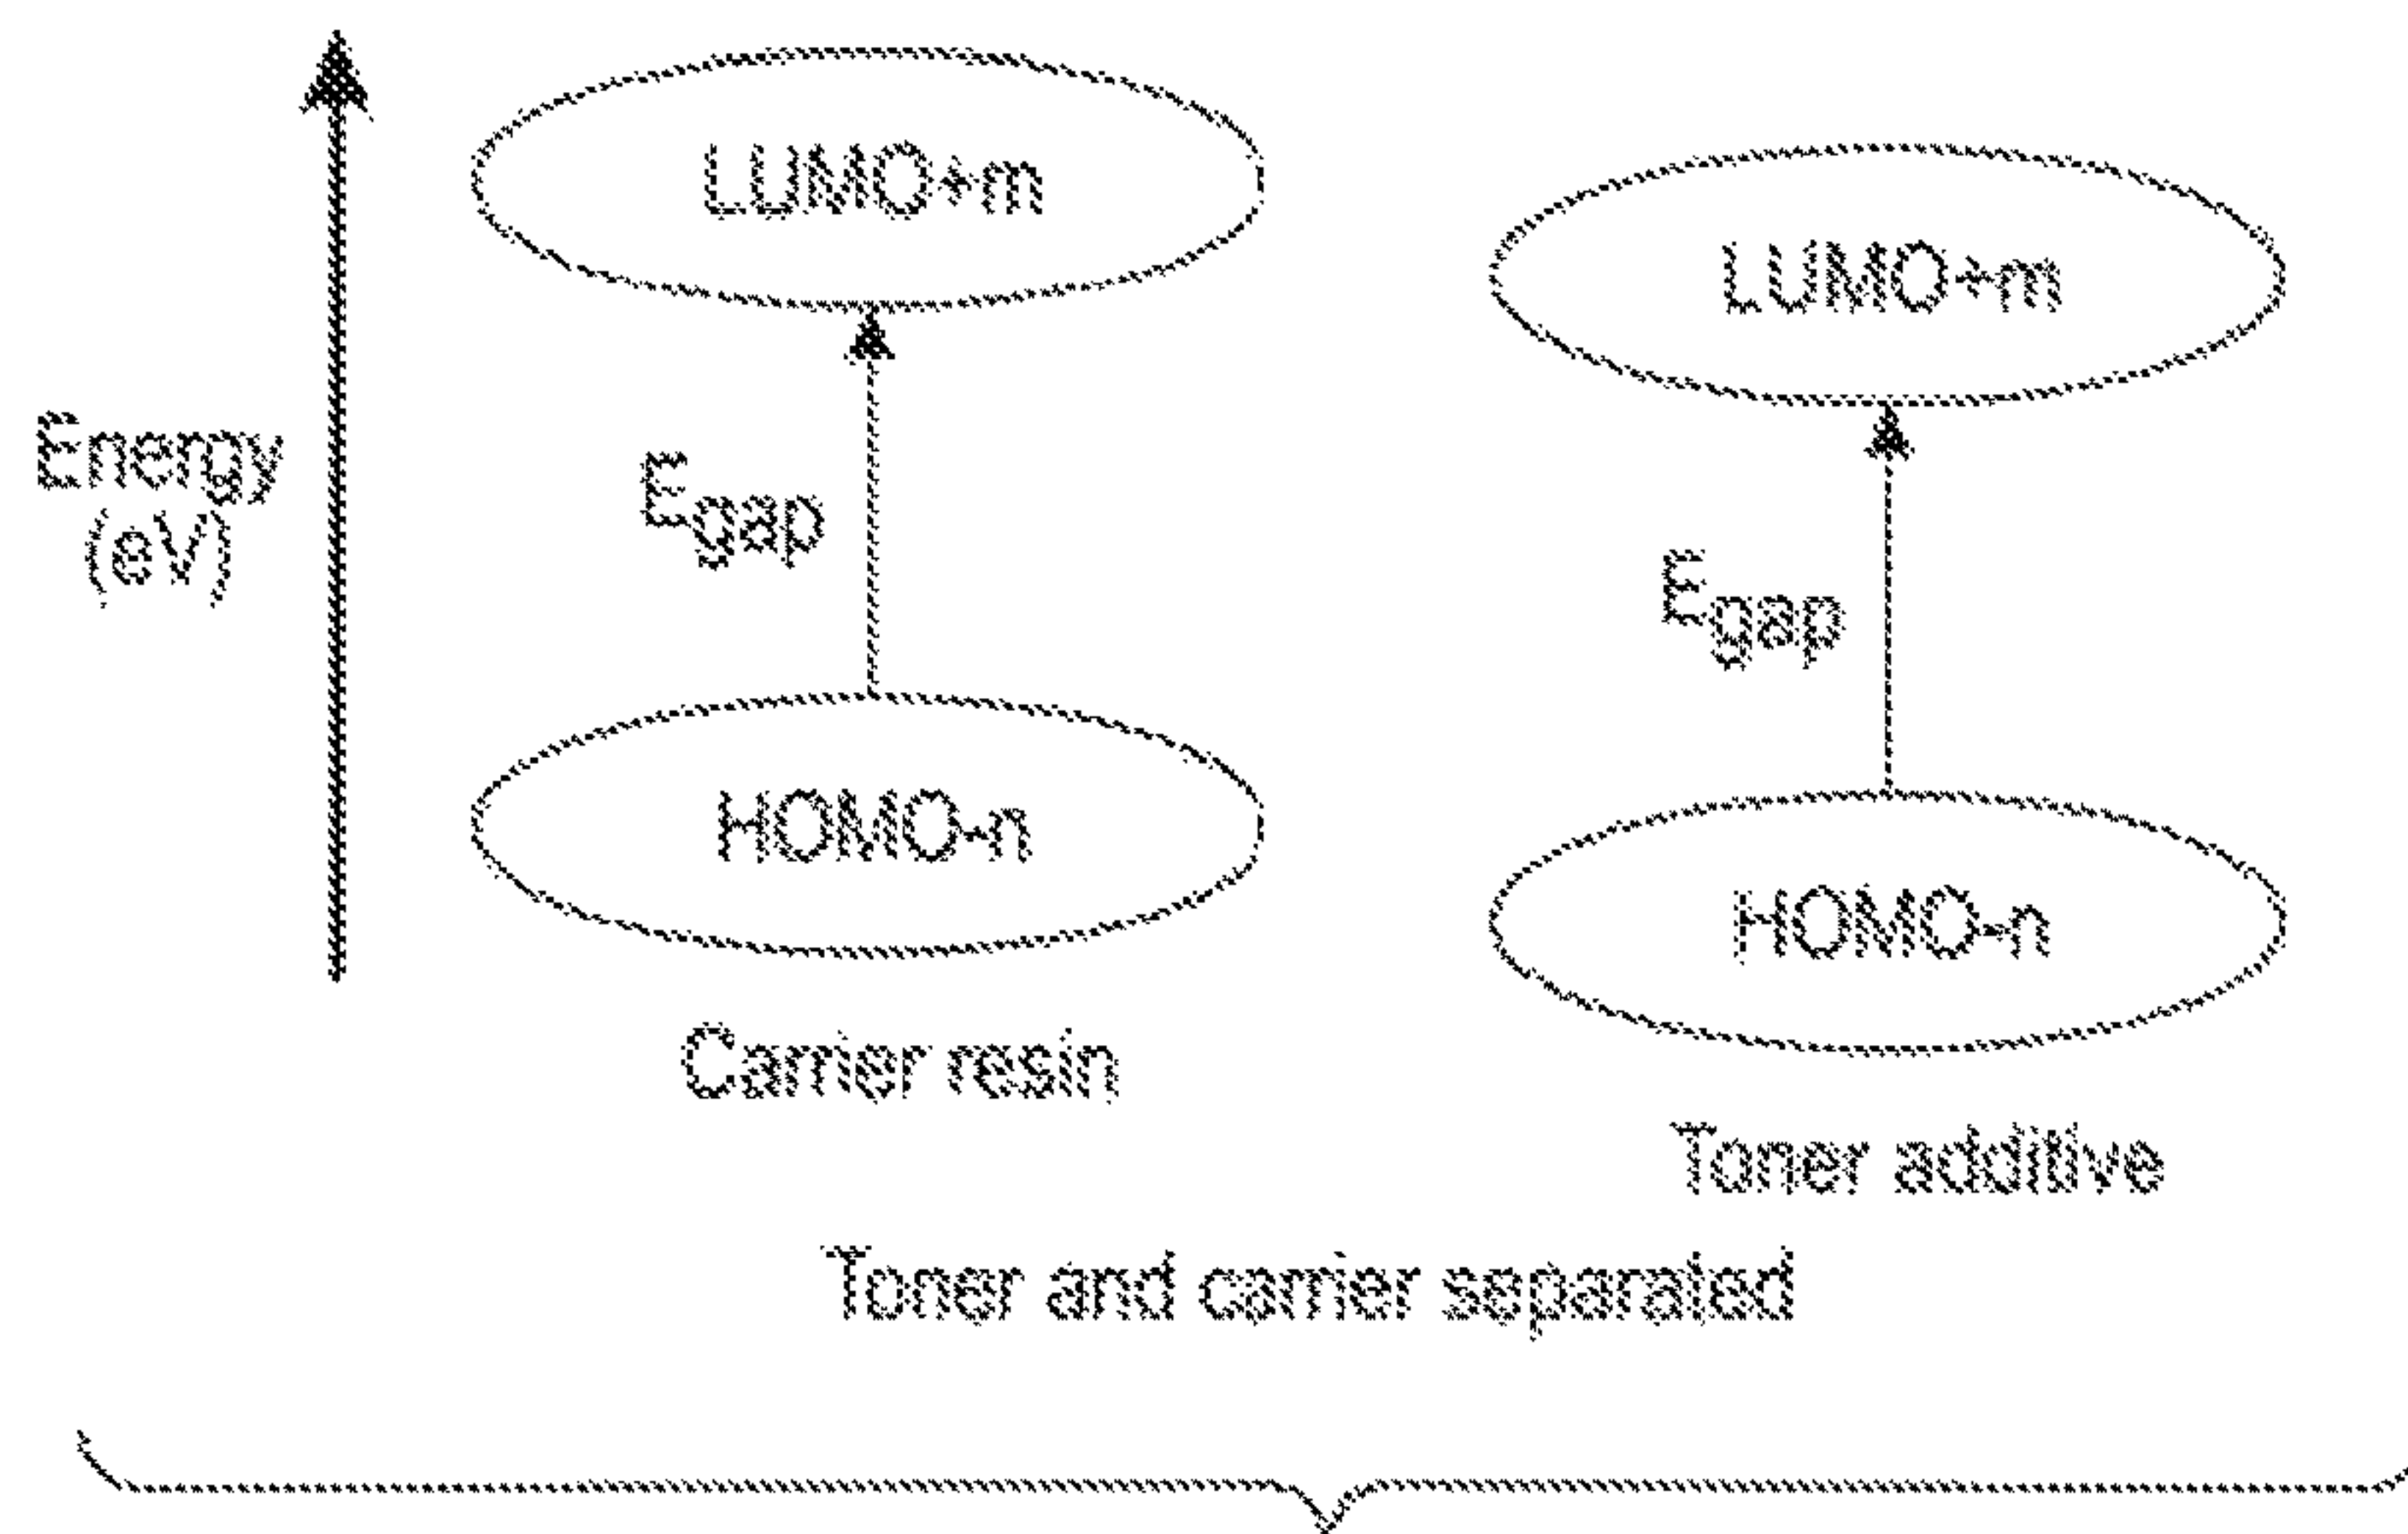 LUMO+m
LUMO+m
Energy
(eV)
Egap
Egap
HOMO-n
HOMO-n
Carrier resin
Toner additive
Toner and carrier separated